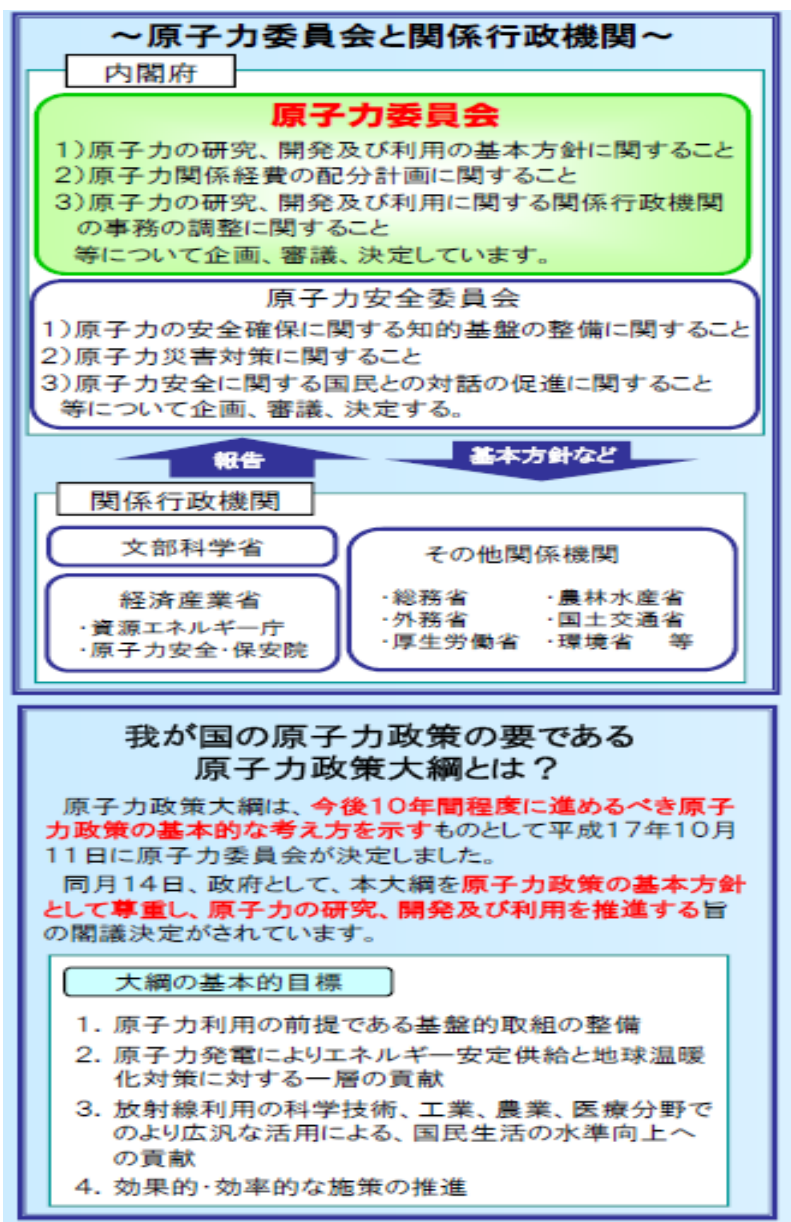 ～原子力委員会と関係行政機関～
内閣府
原子力委員会
1)原子力の研究、開発及び利用の基本方針に関すること
2)原子力関係経費の配分計画に関すること
3)原子力の研究、開発及び利用に関する関係行政機関
の事務の調整に関すること
等について企画、審議、決定しています。
原子力安全委員会
1)原子力の安全確保に関する知的基盤の整備に関すること
2)原子力災害対策に関すること
3)原子力安全に関する国民との対話の促進に関すること
等について企画、審議、決定する。
報告
基本方針など
関係行政機関
文部科学省
経済産業省
・資源エネルギー庁
・原子力安全・保安院
その他関係機関
・総務省 ・農林水産省
・外務省 ・国土交通省
・厚生労働省 ・環境省 等
我が国の原子力政策の要である
原子力政策大綱とは？
原子力政策大綱は、今後10年間程度に進めるべき原子
力政策の基本的な考え方を示すものとして平成17年10月
11日に原子力委員会が決定しました。
同月14日、政府として、本大綱を原子力政策の基本方針
として尊重し、原子力の研究、開発及び利用を推進する旨
の閣議決定がされています。
大綱の基本的目標
1. 原子力利用の前提である基盤的取組の整備
2. 原子力発電によりエネルギー安定供給と地球温暖
化対策に対する一層の貢献
3. 放射線利用の科学技術、工業、農業、医療分野で
のより広汎な活用による、国民生活の水準向上へ
の貢献
4. 効果的・効率的な施策の推進